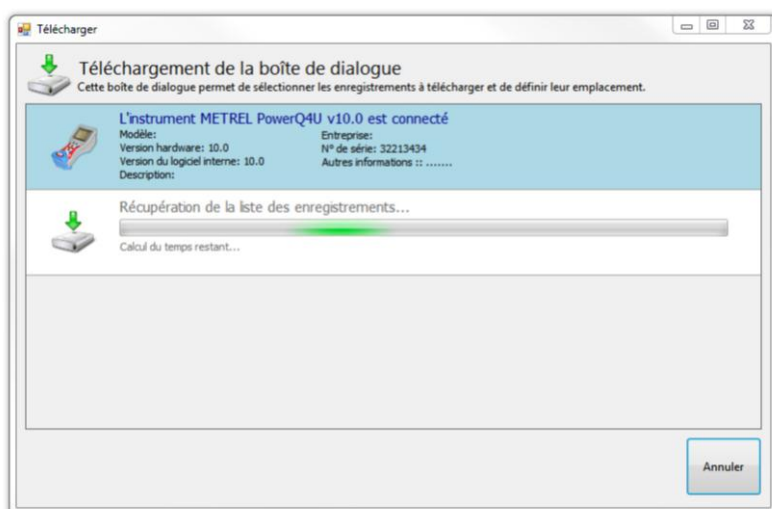 Télécharger
Téléchargement de la boîte de dialogue
Cette boîte de dialogue permet de sélectionner les enregistrements à télécharger et de définir leur emplacement.
L'instrument METREL PowerQ4U v10.0 est connecté
Modèle:
Entreprise:
Version hardware: 10.0
N° de série: 32213434
Version du logiciel interne: 10.0
Autres informations :: .......
Description:
Récupération de la liste des enregistrements...
Calcul du temps restant...
Annuler